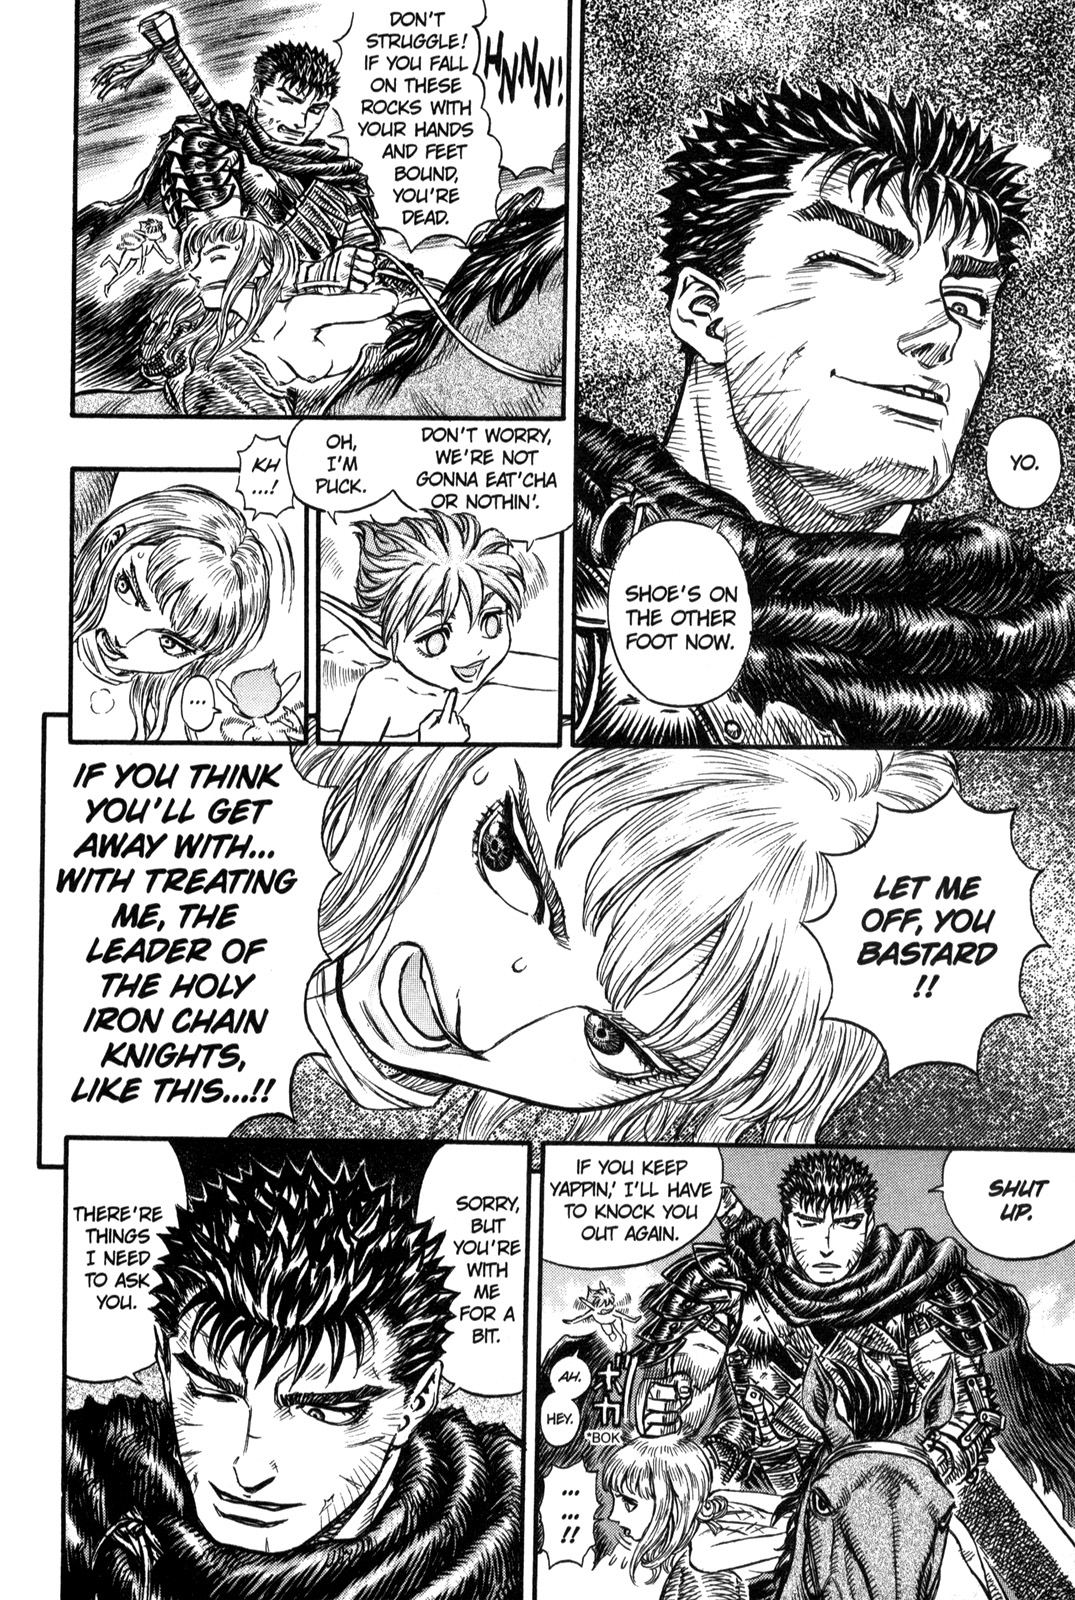 YO.
SHOE'S ON
THE OTHER
FOOT NOW.
HNNN!
DON'T
STRUGGLE!
IF YOU FALL
ON THESE
ROCKS WITH
YOUR HANDS
AND FEET
BOUND,
YOU'RE
DEAD.
DON'T WORRY,
WE'RE NOT
GONNA EAT'CHA
OR NOTHIN'.
OH,
I'M
PUCK.
KH
...!
...
LET ME
OFF, YOU
BASTARD
!!
IF YOU THINK
YOU'LL GET
AWAY WITH...
WITH TREATING
ME, THE
LEADER OF
THE HOLY
IRON CHAIN
KNIGHTS,
LIKE THIS...!!
SHUT
UP.
IF YOU KEEP
YAPPIN,' I'LL HAVE
TO KNOCK YOU
OUT AGAIN.
AH.
HEY.
ボカ
*BOK
...
...
!!
SORRY,
BUT
YOU'RE
WITH
ME
FOR A
BIT.
THERE'RE
THINGS
I NEED
TO ASK
YOU.